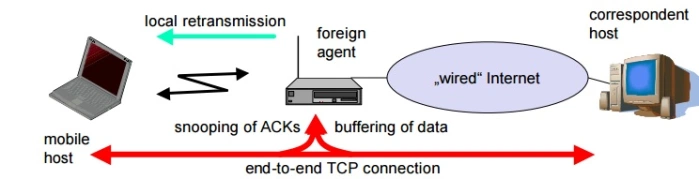 local retransmission
correspondent
host
foreign
agent
„wired“ Internet
mobile
host
snooping of ACKs
buffering of data
end-to-end TCP connection